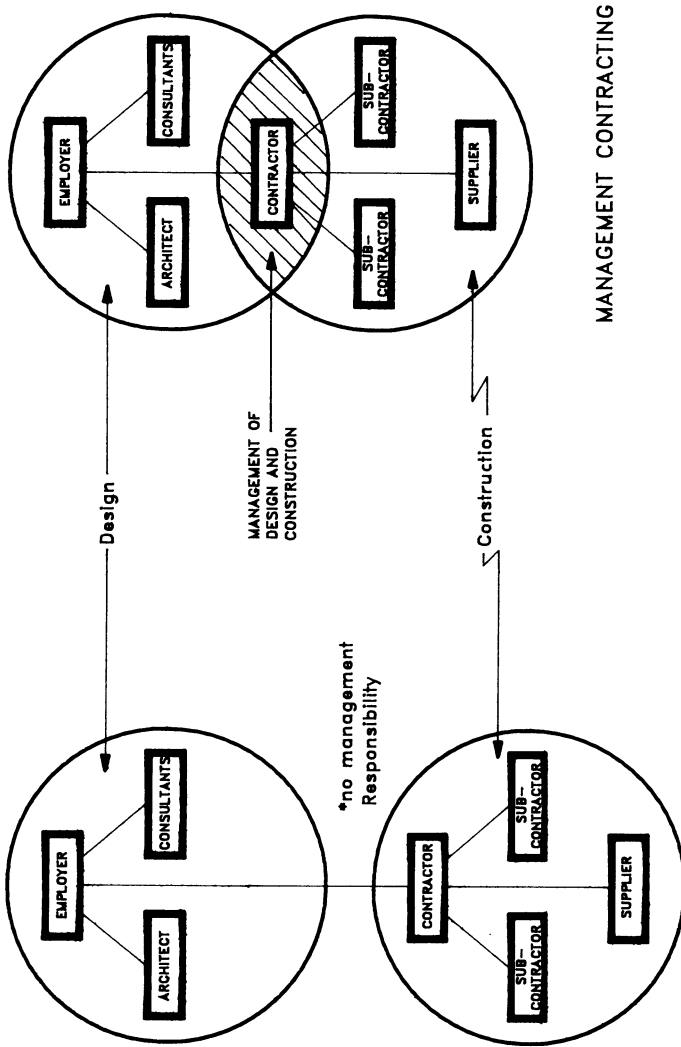 EMPLOYER
ARCHITECT
CONSULTANTS
*no management
Responsibility
CONTRACTOR
SUB-
CONTRACTOR
SUB-
CONTRACTOR
SUPPLIER
Design
MANAGEMENT OF
DESIGN AND
CONSTRUCTION
Construction
EMPLOYER
ARCHITECT
CONSULTANTS
CONTRACTOR
SUB-
CONTRACTOR
SUB-
CONTRACTOR
SUPPLIER
MANAGEMENT CONTRACTING